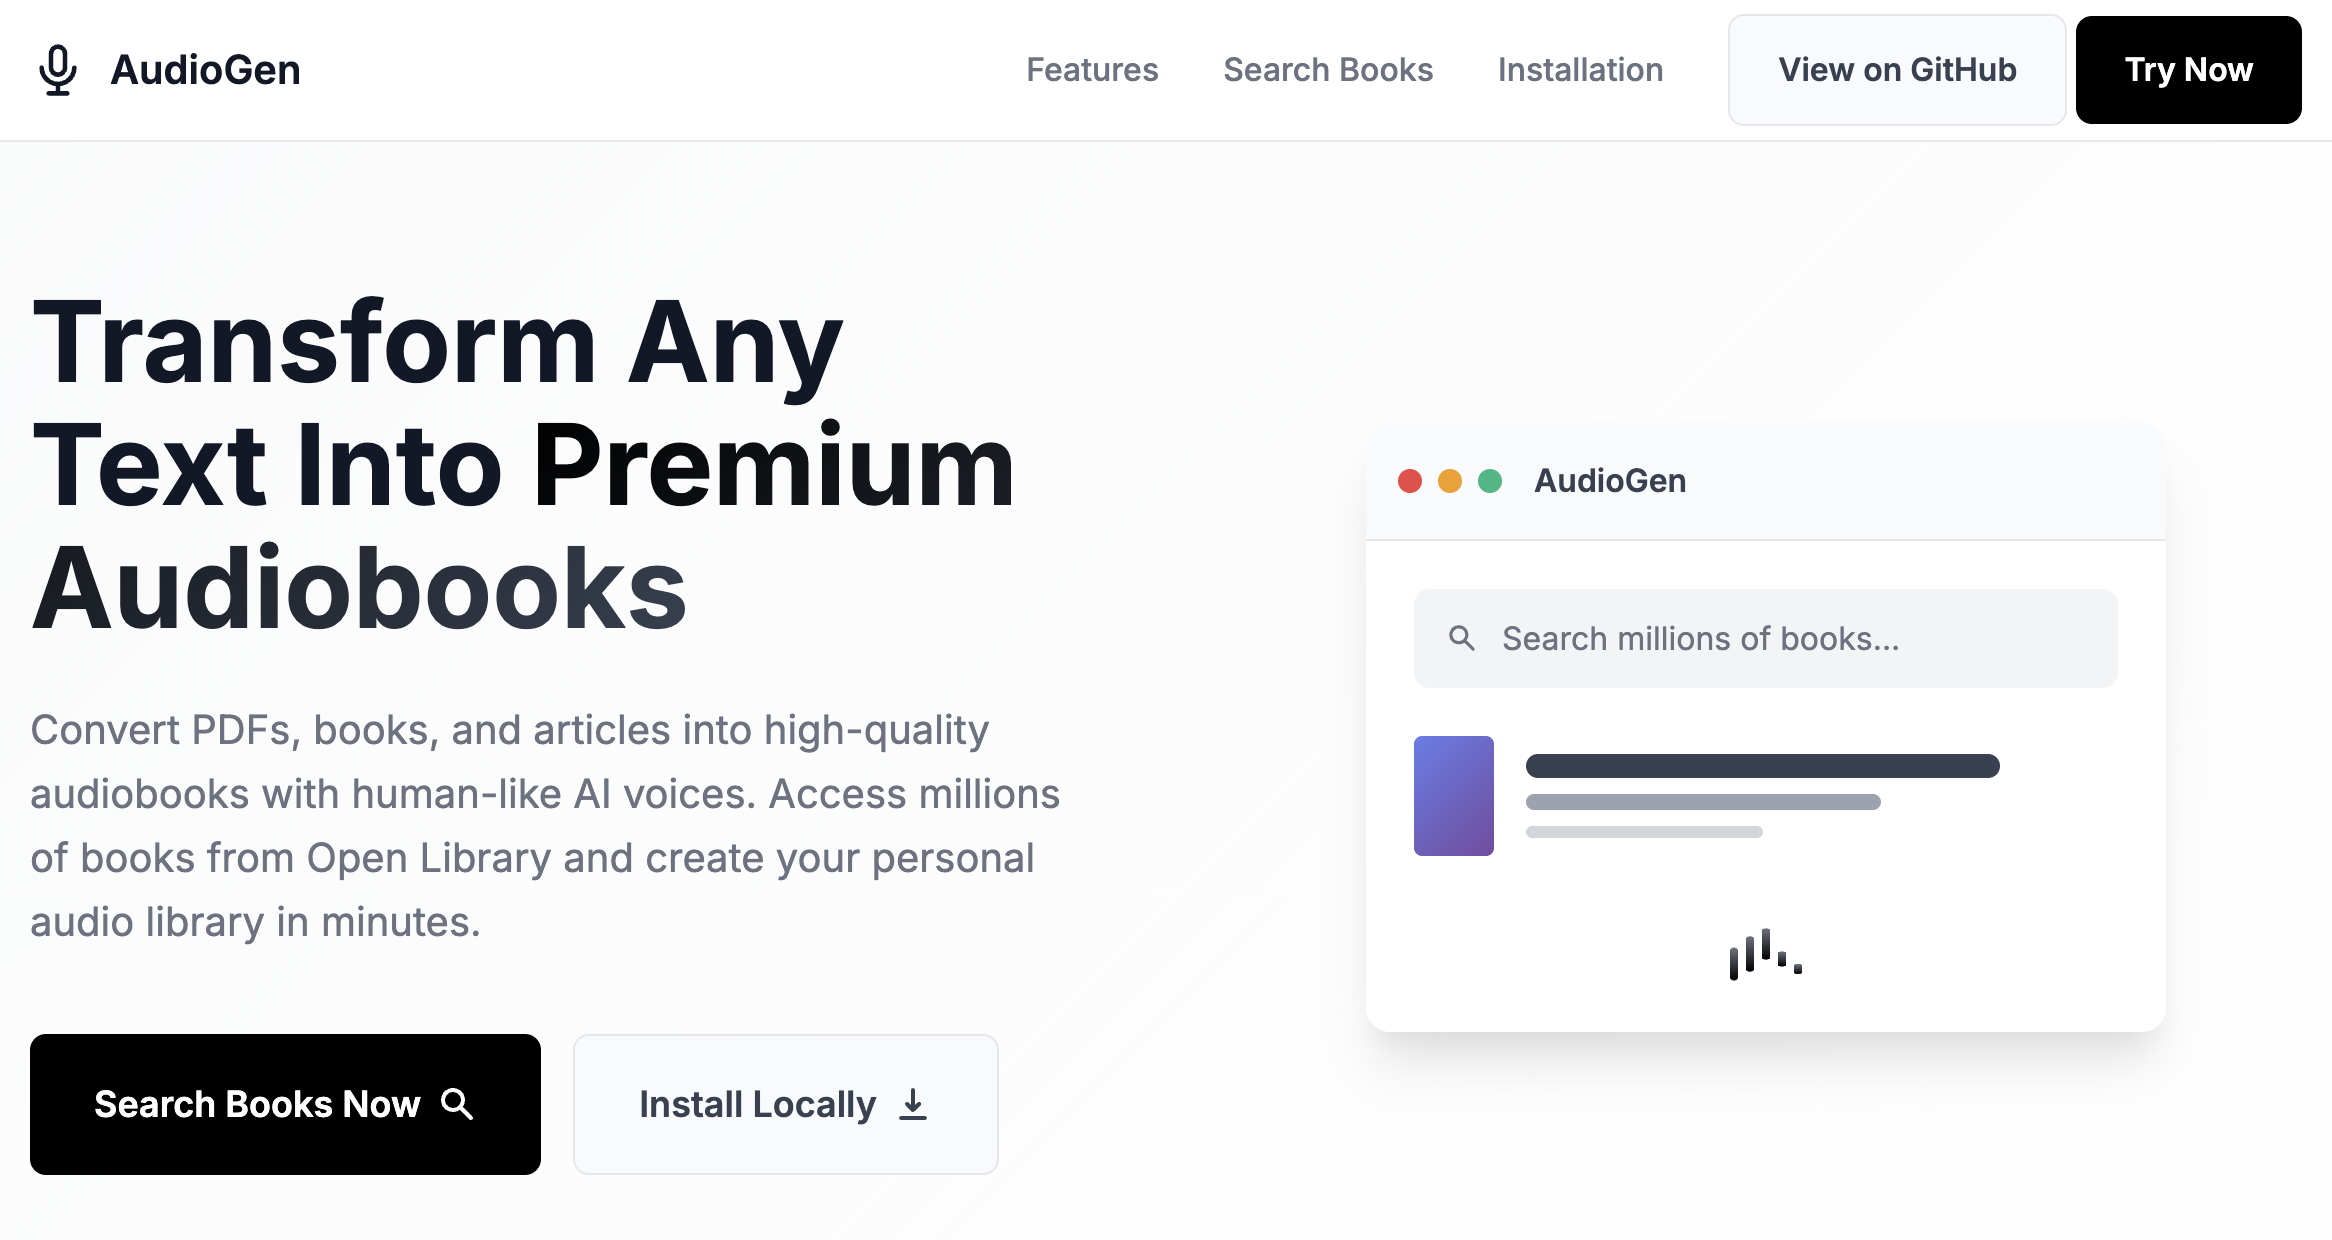 AudioGen
Features
Search Books
Installation
View on GitHub
Try Now
Transform Any
Text Into Premium
Audiobooks
Convert PDFs, books, and articles into high-quality
audiobooks with human-like AI voices. Access millions
of books from Open Library and create your personal
audio library in minutes.
Search Books Now
Install Locally
AudioGen
Search millions of books...